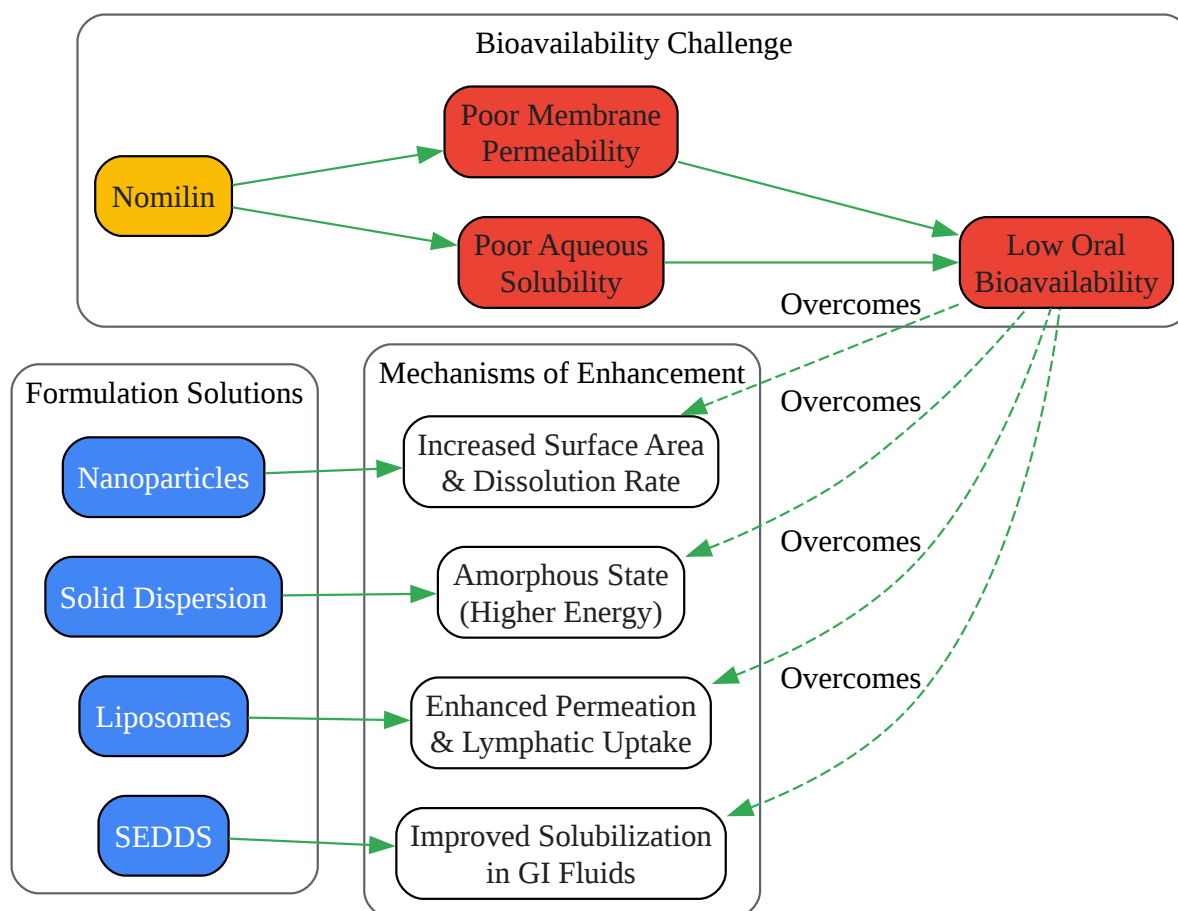 Bioavailability Challenge
Poor Membrane
Permeability
Nomilin
Poor Aqueous
Solubility
Low Oral
Bioavailability
Overcomes
Overcomes
Overcomes
Overcomes
Formulation Solutions
Nanoparticles
Solid Dispersion
Liposomes
SEDDS
Mechanisms of Enhancement
Increased Surface Area
& Dissolution Rate
Amorphous State
(Higher Energy)
Enhanced Permeation
& Lymphatic Uptake
Improved Solubilization
in GI Fluids